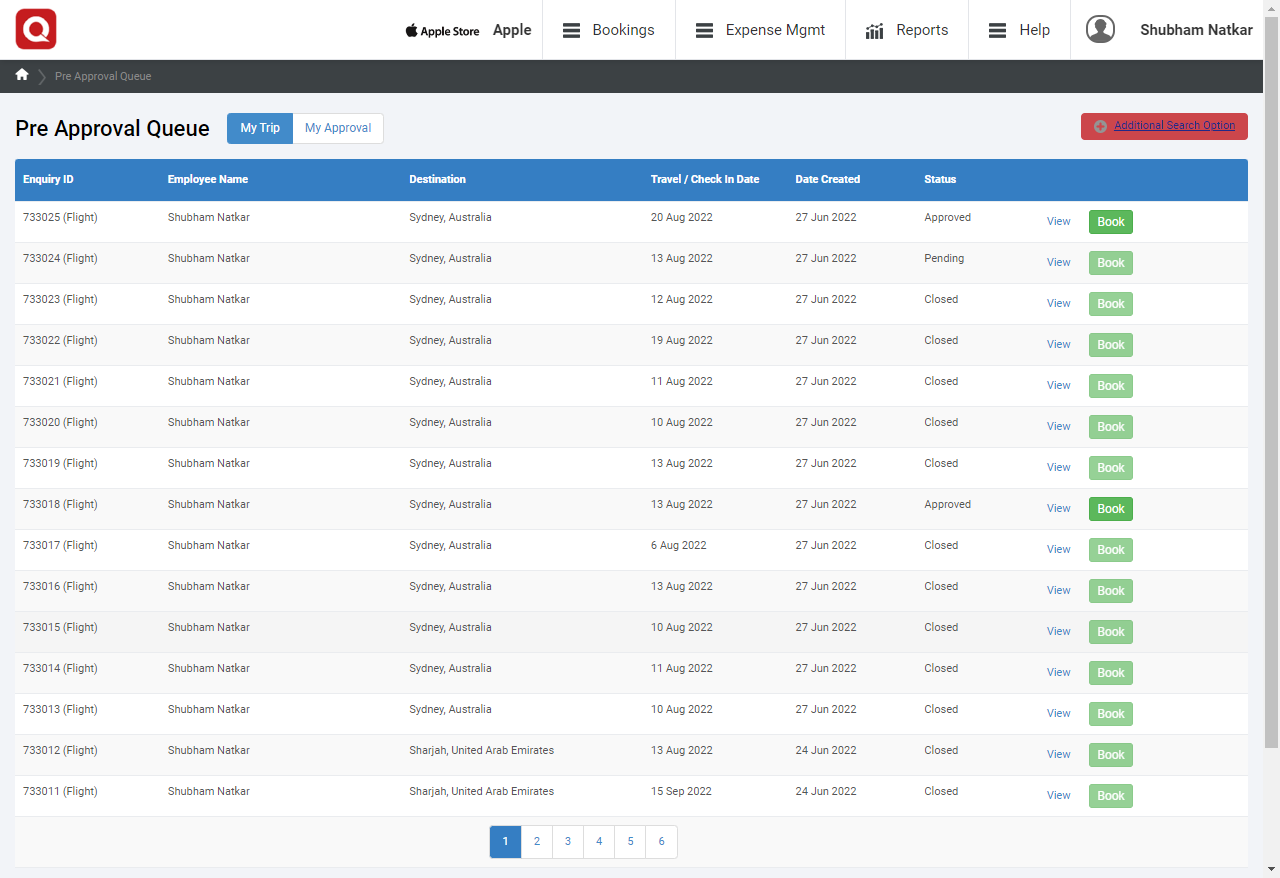 Q
Apple Store Apple Bookings Expense Mgmt Reports Help Shubham Natkar
Pre Approval Queue
Pre Approval Queue My Trip My Approval Additional Search Option
Enquiry ID Employee Name Destination Travel / Check In Date Date Created Status
733025 (Flight) Shubham Natkar Sydney, Australia 20 Aug 2022 27 Jun 2022 Approved View Book
733024 (Flight) Shubham Natkar Sydney, Australia 13 Aug 2022 27 Jun 2022 Pending View Book
733023 (Flight) Shubham Natkar Sydney, Australia 12 Aug 2022 27 Jun 2022 Closed View Book
733022 (Flight) Shubham Natkar Sydney, Australia 19 Aug 2022 27 Jun 2022 Closed View Book
733021 (Flight) Shubham Natkar Sydney, Australia 11 Aug 2022 27 Jun 2022 Closed View Book
733020 (Flight) Shubham Natkar Sydney, Australia 10 Aug 2022 27 Jun 2022 Closed View Book
733019 (Flight) Shubham Natkar Sydney, Australia 13 Aug 2022 27 Jun 2022 Closed View Book
733018 (Flight) Shubham Natkar Sydney, Australia 13 Aug 2022 27 Jun 2022 Approved View Book
733017 (Flight) Shubham Natkar Sydney, Australia 6 Aug 2022 27 Jun 2022 Closed View Book
733016 (Flight) Shubham Natkar Sydney, Australia 13 Aug 2022 27 Jun 2022 Closed View Book
733015 (Flight) Shubham Natkar Sydney, Australia 10 Aug 2022 27 Jun 2022 Closed View Book
733014 (Flight) Shubham Natkar Sydney, Australia 11 Aug 2022 27 Jun 2022 Closed View Book
733013 (Flight) Shubham Natkar Sydney, Australia 10 Aug 2022 27 Jun 2022 Closed View Book
733012 (Flight) Shubham Natkar Sharjah, United Arab Emirates 13 Aug 2022 24 Jun 2022 Closed View Book
733011 (Flight) Shubham Natkar Sharjah, United Arab Emirates 15 Sep 2022 24 Jun 2022 Closed View Book
1 2 3 4 5 6